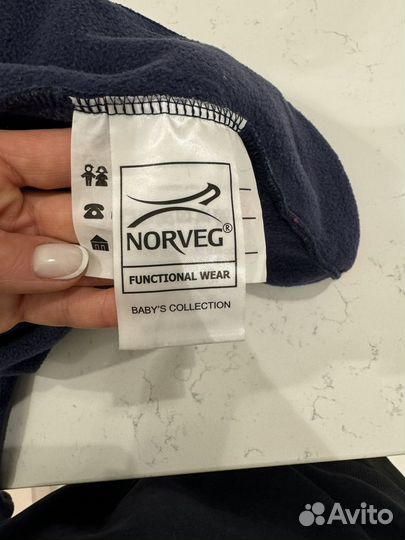 NORVEG®
FUNCTIONAL WEAR
BABY'S COLLECTION
Avito